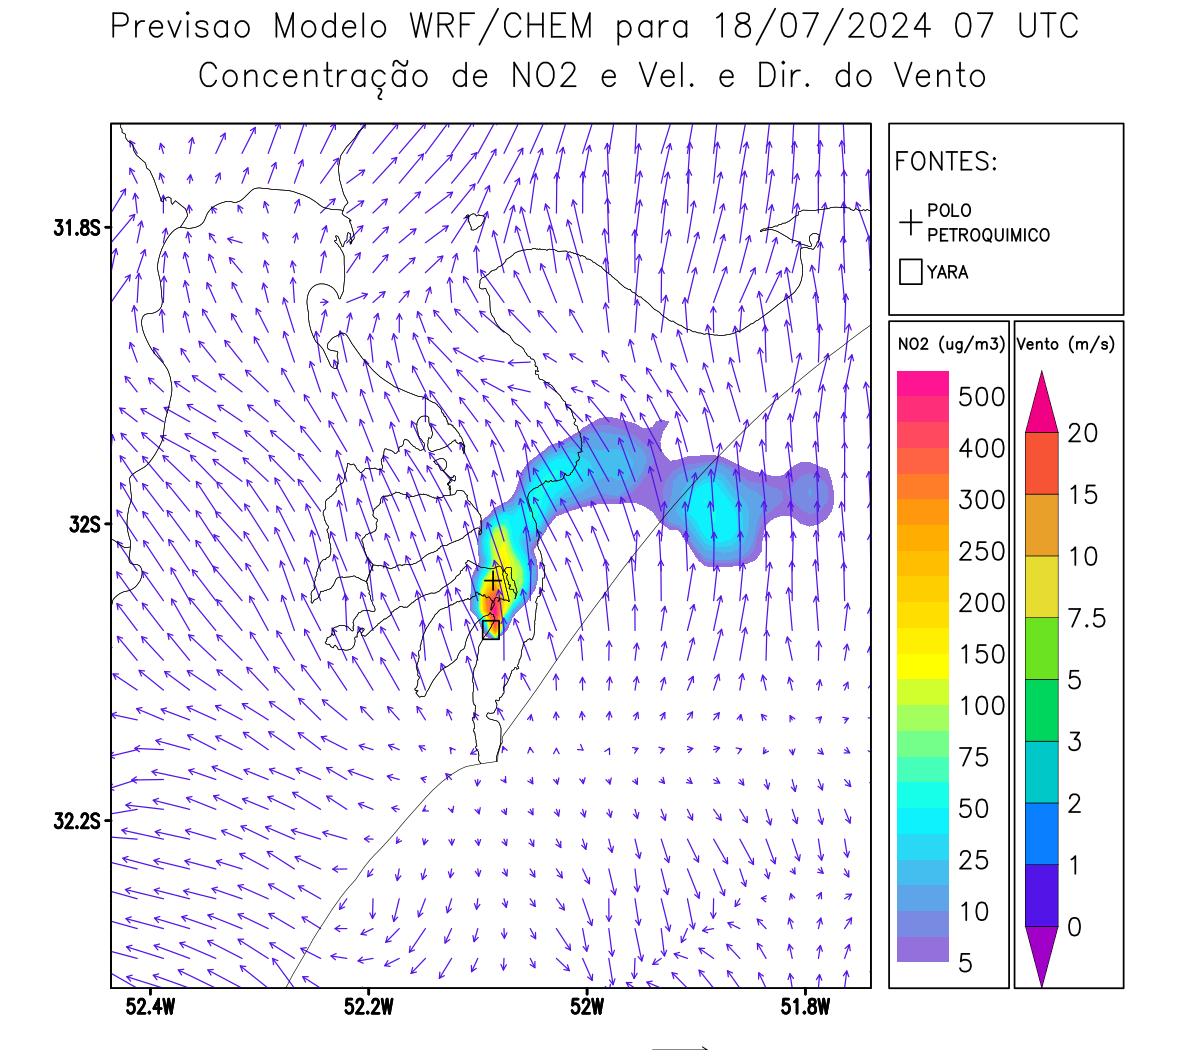 Previsao Modelo WRF/CHEM para 18/07/2024 07 UTC
Concentração de NO2 e Vel. e Dir. do Vento
FONTES:
POLO
PETROQUIMICO
YARA
31.8S
32S
32.2S
52.4W 52.2W 52W 51.8W
NO2 (ug/m3)
500
400
300
250
200
150
100
75
50
25
10
5
Vento (m/s)
20
15
10
7.5
5
3
2
1
0